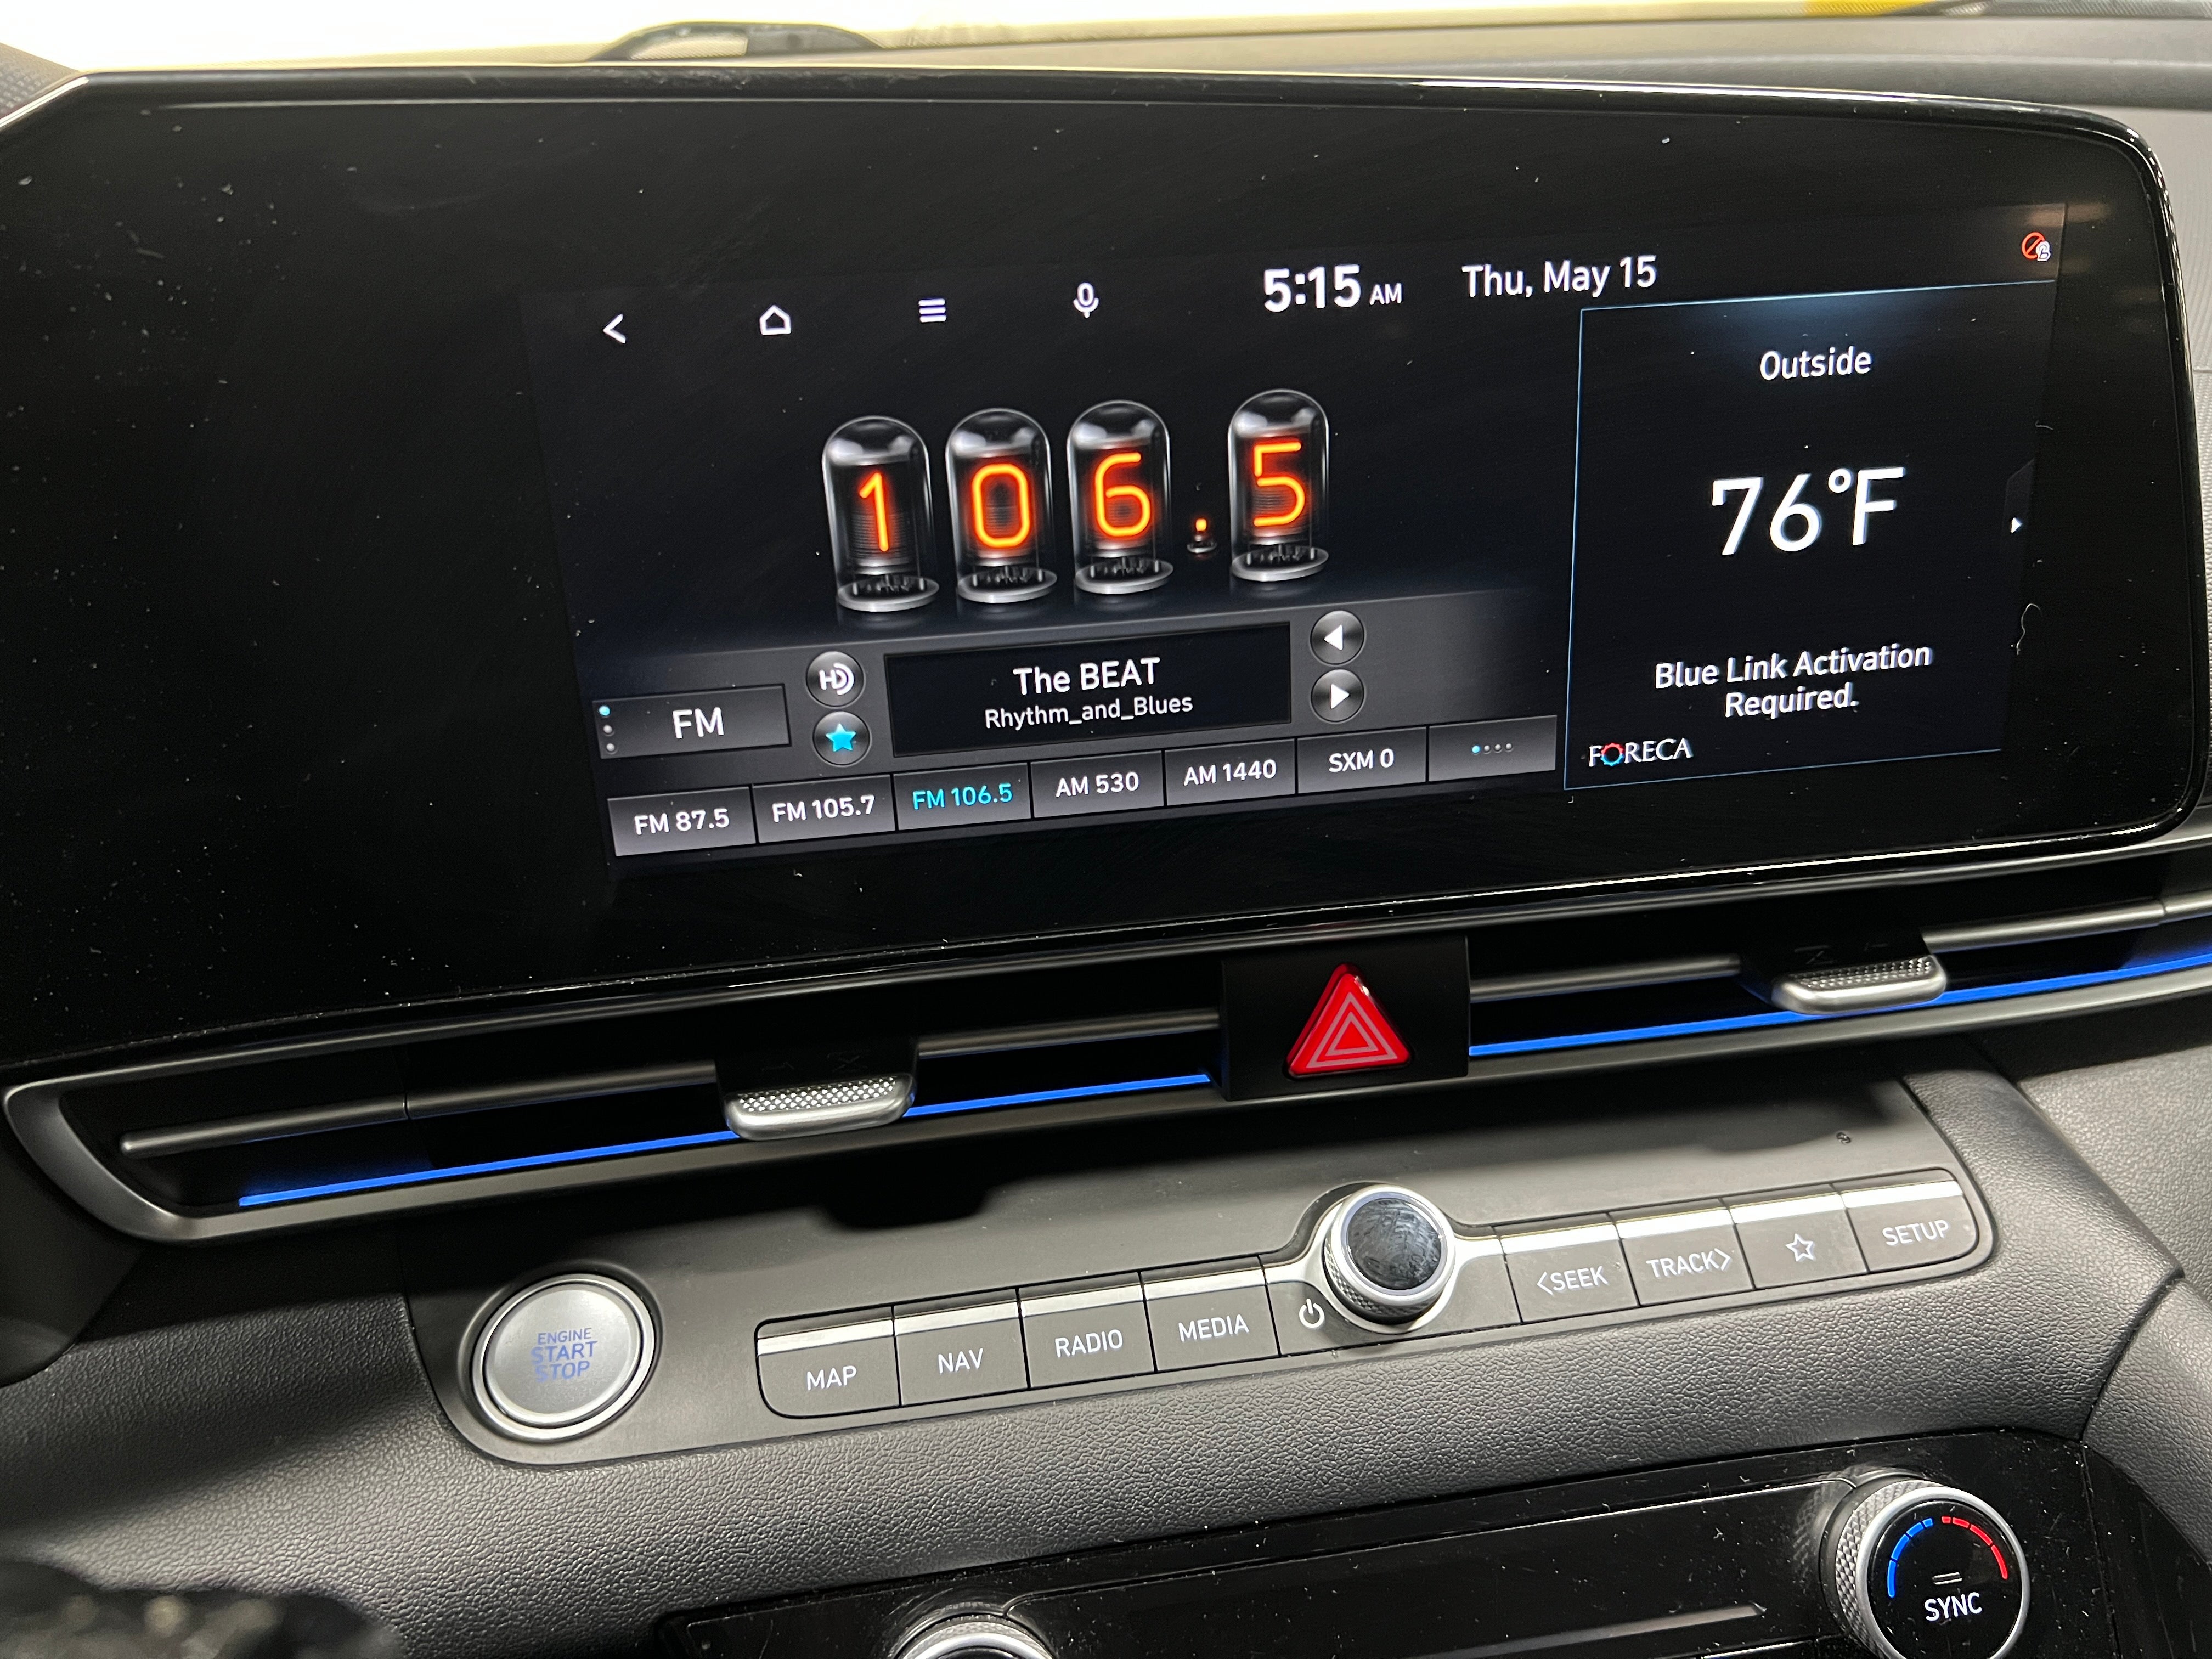 5:15 AM Thu, May 15
106.5
Outside
76°F
Blue Link Activation
Required.
FORECA
HD
The BEAT
Rhythm_and_Blues
FM
FM 87.5 FM 105.7 FM 106.5 AM 530 AM 1440 SXM 0
ENGINE
START
STOP
MAP NAV RADIO MEDIA <SEEK TRACK> SETUP
SYNC